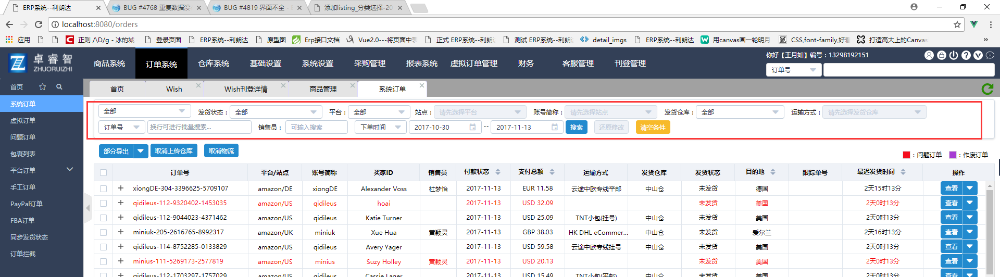 ERP系统--利朗达
BUG #4768 重复数据没
BUG #4819 界面不全 -
添加listing_分类选择-20
localhost:8080/orders
应用
正则 /\D/g - 冰的城
登录页面
ERP系统--利朗达
原型图
Erp接口文档
Vue2.0---将页面中表
正式 ERP系统--利朗
测试 ERP系统--利朗
detail_imgs
ERP系统--利朗达
用canvas画一轮明月
CSS,font-family,好看
打造高大上的Canvas
卓睿智
ZHUORUIZHI
商品系统 订单系统 仓库系统 基础设置 系统设置 采购管理 报表系统 虚拟订单管理 财务 客服管理 刊登管理
你好【王月如】编号：13298192151
订单号
首页
系统订单
虚拟订单
问题订单
包裹列表
平台订单
手工订单
PayPal订单
FBA订单
同步发货状态
订单拦截
首页 Wish Wish刊登详情 商品管理 系统订单
全部 发货状态：全部 平台：全部 站点：请先选择平台 账号简称：请先选择站点 发货仓库：全部 运输方式：请先选择发货仓库
订单号 换行可进行批量搜索... 销售员：可输入搜索 下单时间 2017-10-30 -- 2017-11-13 搜索 还原修改 清空条件
部分导出 取消上传仓库 取消物流
：问题订单 ：作废订单
订单号 平台/站点 账号简称 买家ID 销售员 付款状态 支付总额 运输方式 发货仓库 发货状态 目的地 跟踪单号 最迟发货时间 操作
+ xiongDE-304-3396625-5709107 amazon/DE xiongDE Alexander Voss 杜梦怡 2017-11-13 EUR 11.58 云途中欧专线平邮 中山仓 未发货 德国 2天15时13分 查看
+ qidileus-112-9320402-1453035 amazon/US qidileus hoai 2017-11-13 USD 32.09 未发货 美国 2天0时13分 查看
+ qidileus-112-9044023-4371462 amazon/US qidileus Katie Turner 2017-11-13 USD 25.09 TNT小包(挂号) 中山仓 未发货 美国 2天0时13分 查看
+ miniuk-205-2616765-8992317 amazon/UK miniuk Xue Hua 黄颖灵 2017-11-13 GBP 38.03 HK DHL eCommer... 中山仓 未发货 爱尔兰 2天16时13分 查看
+ qidileus-114-8752285-0133829 amazon/US qidileus Avery Yager 2017-11-13 USD 59.58 云途中欧专线挂号 中山仓 未发货 美国 2天0时13分 查看
+ minius-111-5269173-2577819 amazon/US minius Suzy Holley 黄颖灵 2017-11-13 USD 20.13 未发货 美国 2天0时13分 查看
+ qidileus-112-1703297-1757029 amazon/US qidileus Cassie Lager 2017-11-13 USD 15.49 TNT小包(平邮) 中山仓 未发货 美国 2天0时13分 查看